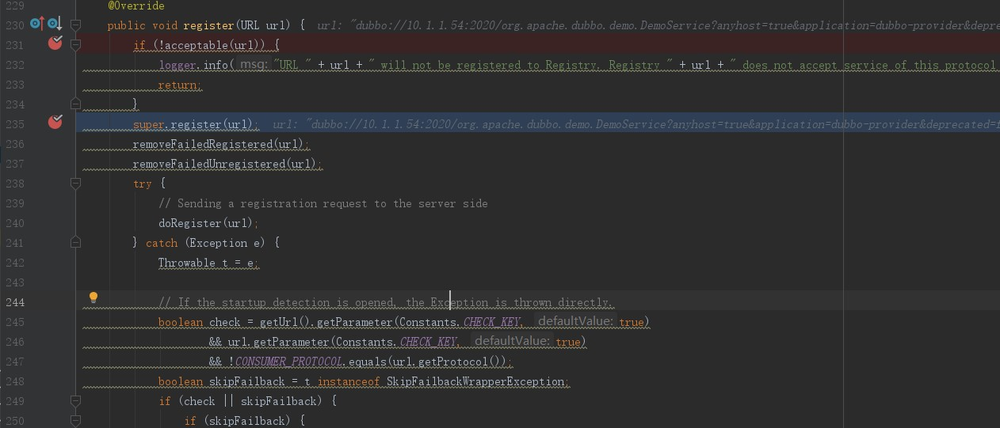 229 @Override
230 public void register(URL url) { url: "dubbo://10.1.1.54:2020/org.apache.dubbo.demo.DemoService?anyhost=true&application=dubbo-provider&depre
231 if (!acceptable(url)) {
232 logger.info( msg: "URL " + url + " will not be registered to Registry. Registry " + url + " does not accept service of this protocol
233 return;
234 }
235 super.register(url); url: "dubbo://10.1.1.54:2020/org.apache.dubbo.demo.DemoService?anyhost=true&application=dubbo-provider&deprecated=f
236 removeFailedRegistered(url);
237 removeFailedUnregistered(url);
238 try {
239 // Sending a registration request to the server side
240 doRegister(url);
241 } catch (Exception e) {
242 Throwable t = e;
243
244 // If the startup detection is opened, the Exception is thrown directly.
245 boolean check = getUrl().getParameter(Constants.CHECK_KEY, defaultValue: true)
246 && url.getParameter(Constants.CHECK_KEY, defaultValue: true)
247 && !CONSUMER_PROTOCOL.equals(url.getProtocol());
248 boolean skipFailback = t instanceof SkipFailbackWrapperException;
249 if (check || skipFailback) {
250 if (skipFailback) {